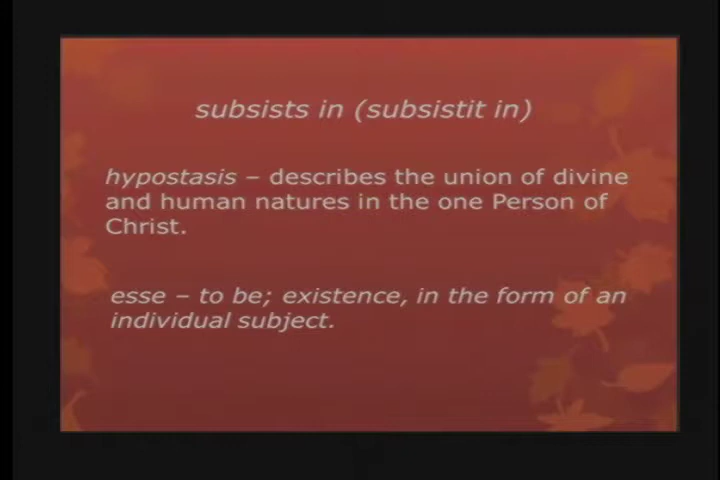 subsists in (subsistit in)
hypostasis – describes the union of divine
and human natures in the one Person of
Christ.
esse – to be; existence, in the form of an
individual subject.